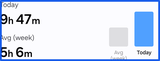 Today
9h 47m
Avg (week)
5h 6m
Avg
(week)
Today